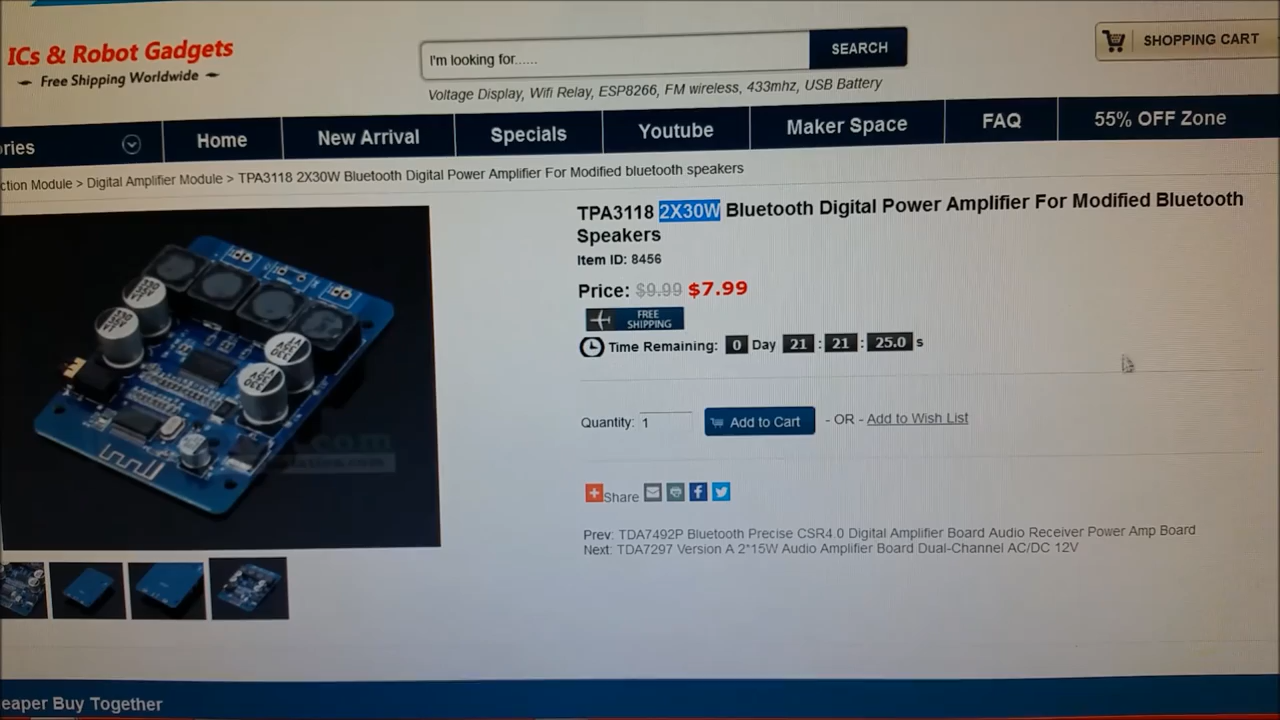 ICs & Robot Gadgets
Free Shipping Worldwide
I'm looking for......
SEARCH
SHOPPING CART
Voltage Display, Wifi Relay, ESP8266, FM wireless, 433mhz, USB Battery
ries
Home
New Arrival
Specials
Youtube
Maker Space
FAQ
55% OFF Zone
ction Module > Digital Amplifier Module > TPA3118 2X30W Bluetooth Digital Power Amplifier For Modified bluetooth speakers
TPA3118 2X30W Bluetooth Digital Power Amplifier For Modified Bluetooth
Speakers
Item ID: 8456
Price: $9.99 $7.99
FREE
SHIPPING
Time Remaining: 0 Day 21 : 21 : 25.0 s
Quantity: 1
Add to Cart
- OR - Add to Wish List
Share
Prev: TDA7492P Bluetooth Precise CSR4.0 Digital Amplifier Board Audio Receiver Power Amp Board
Next: TDA7297 Version A 2*15W Audio Amplifier Board Dual-Channel AC/DC 12V
eaper Buy Together